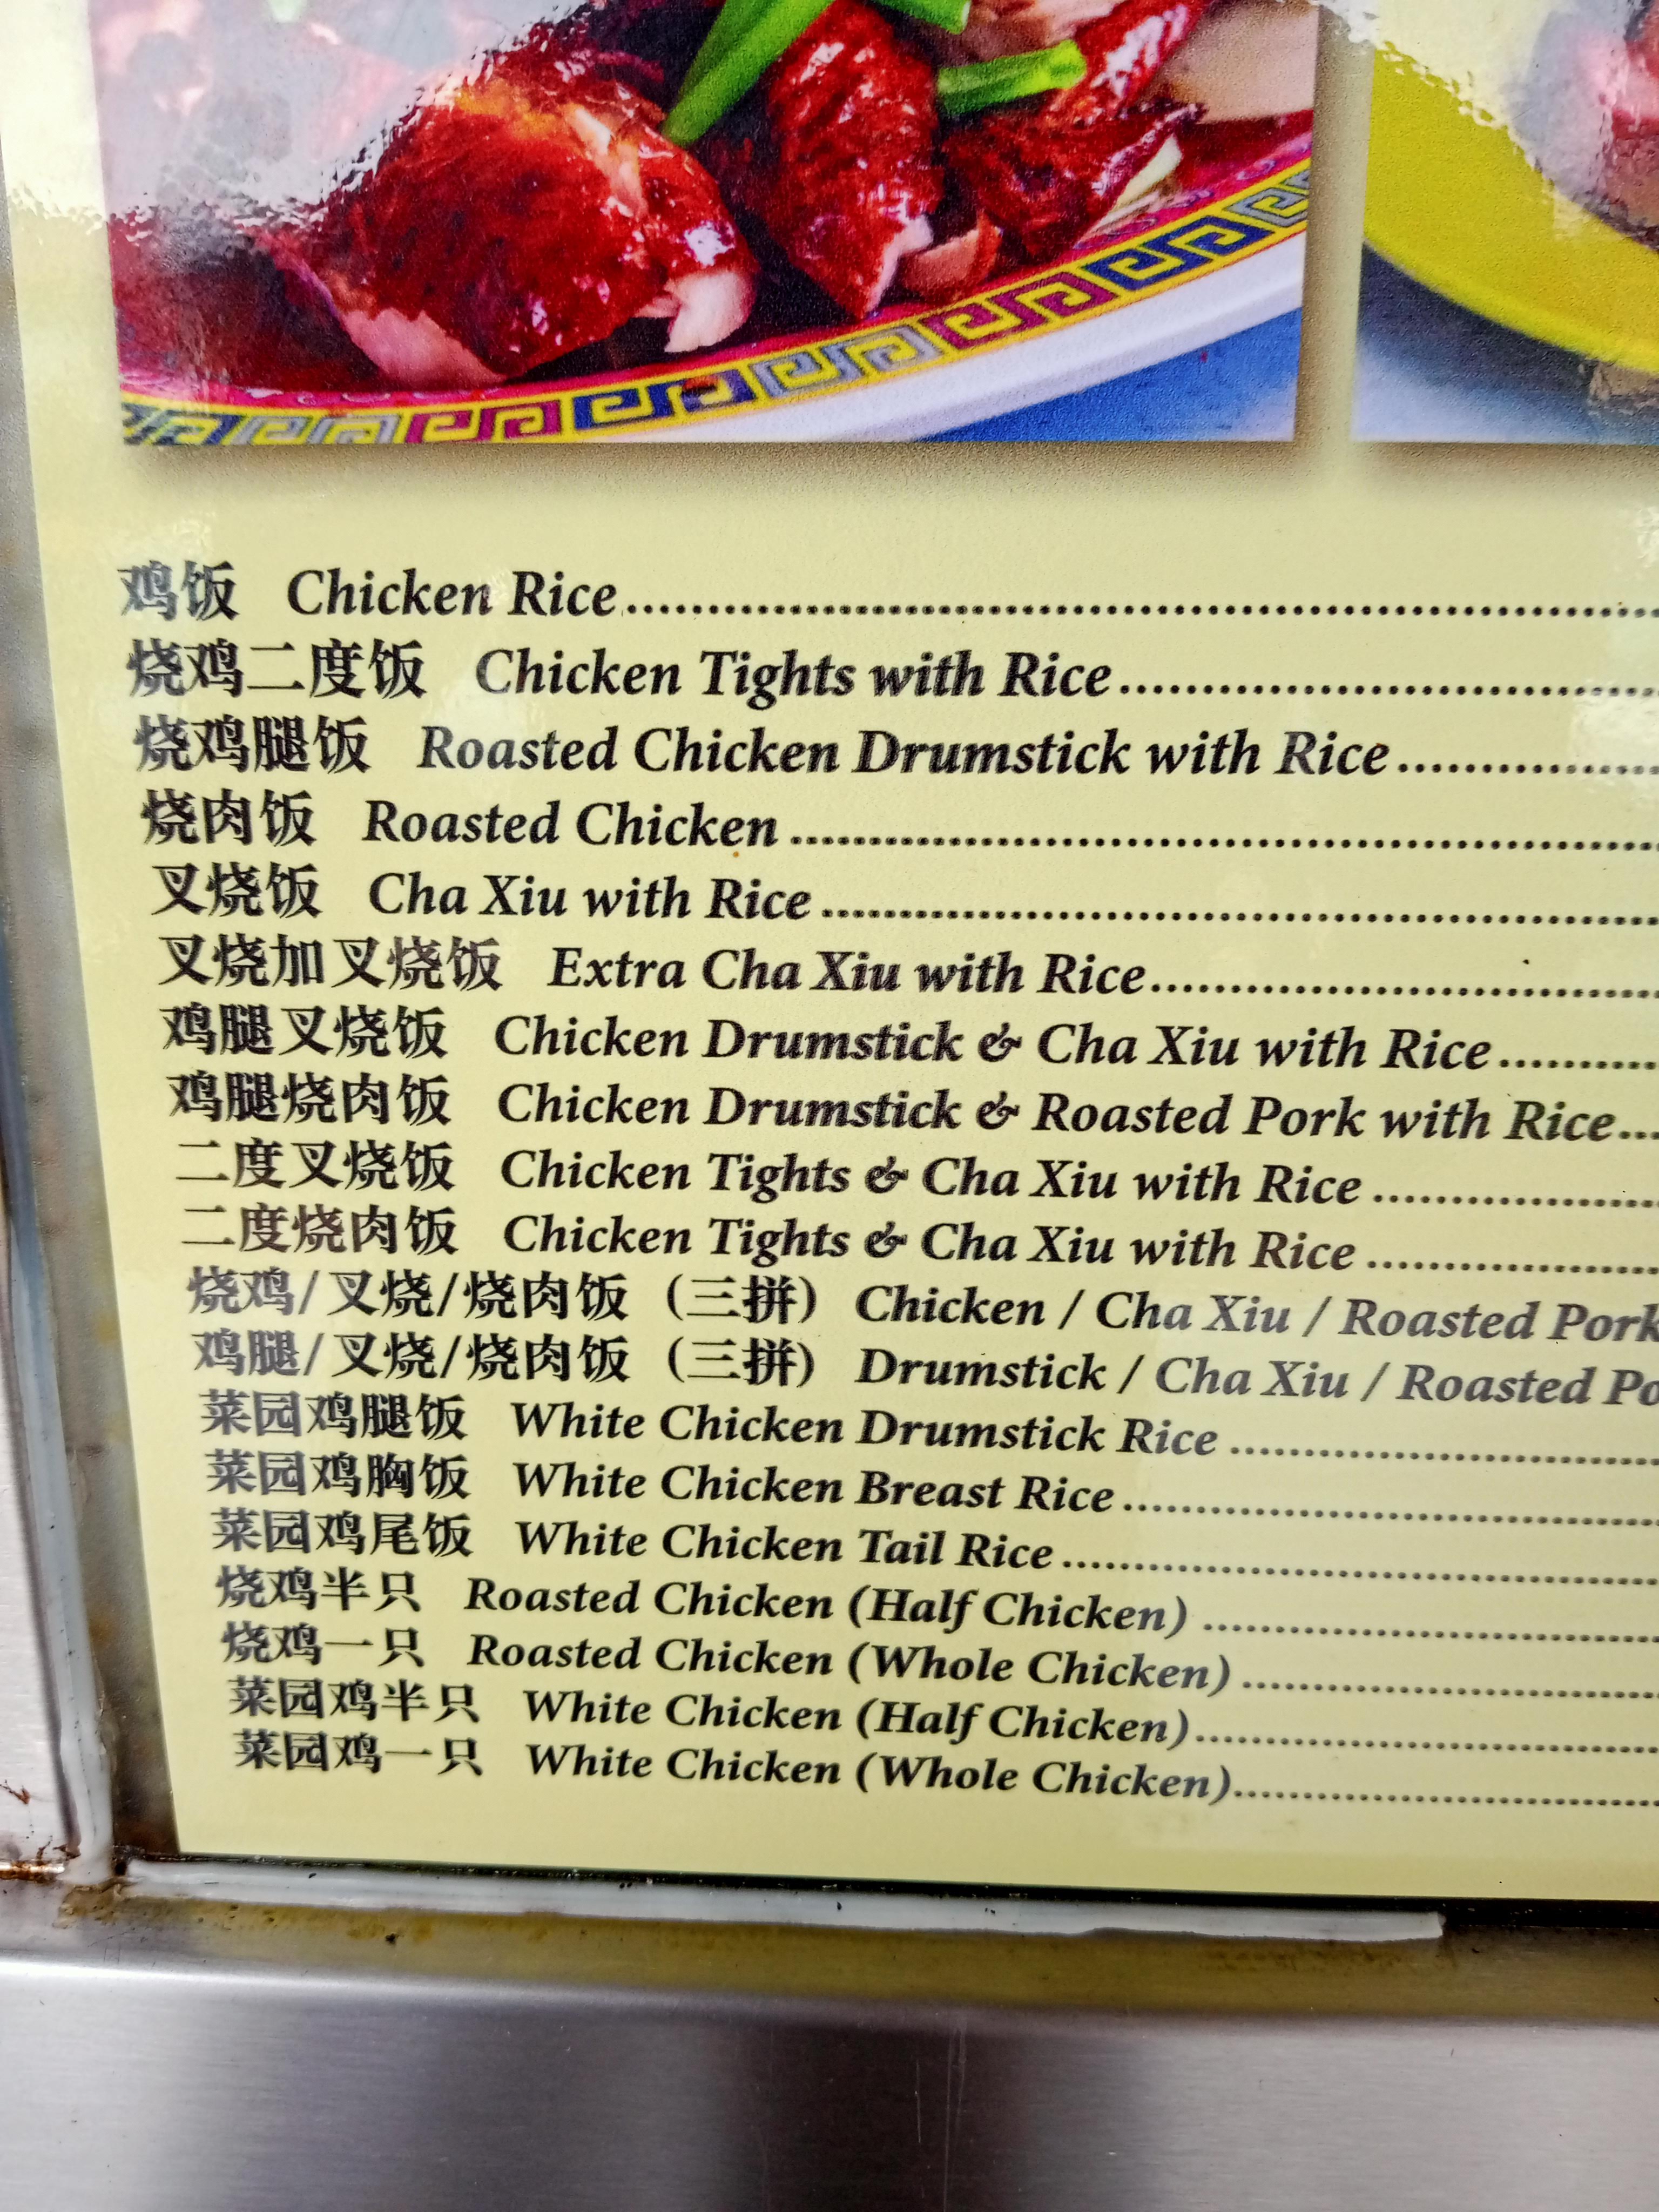 鸡饭 Chicken Rice
烧鸡二度饭 Chicken Tights with Rice
烧鸡腿饭 Roasted Chicken Drumstick with Rice
烧肉饭 Roasted Chicken
叉烧饭 Cha Xiu with Rice
叉烧加叉烧饭 Extra Cha Xiu with Rice
鸡腿叉烧饭 Chicken Drumstick & Cha Xiu with Rice
鸡腿烧肉饭 Chicken Drumstick & Roasted Pork with Rice
二度叉烧饭 Chicken Tights & Cha Xiu with Rice
二度烧肉饭 Chicken Tights & Cha Xiu with Rice
烧鸡/叉烧/烧肉饭（三拼） Chicken / Cha Xiu / Roasted Pork
鸡腿/叉烧/烧肉饭（三拼） Drumstick / Cha Xiu / Roasted Po
菜园鸡腿饭 White Chicken Drumstick Rice
菜园鸡胸饭 White Chicken Breast Rice
菜园鸡尾饭 White Chicken Tail Rice
烧鸡半只 Roasted Chicken (Half Chicken)
烧鸡一只 Roasted Chicken (Whole Chicken)
菜园鸡半只 White Chicken (Half Chicken)
菜园鸡一只 White Chicken (Whole Chicken)